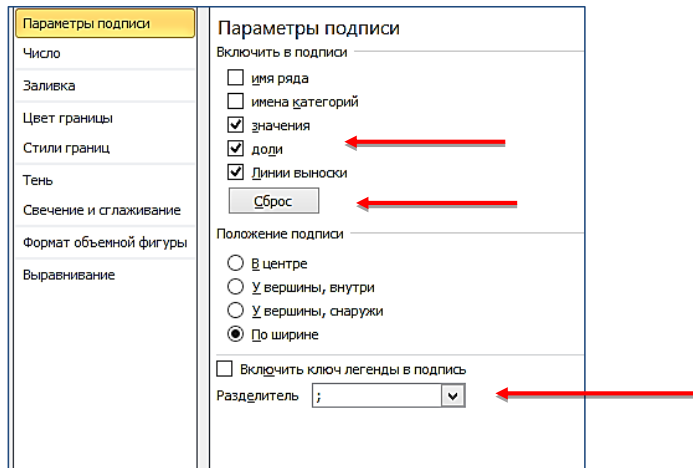 Параметры подписи
Число
Заливка
Цвет границы
Стили границ
Тень
Свечение и сглаживание
Формат объемной фигуры
Выравнивание
Параметры подписи
Включить в подписи
имя ряда
имена категорий
значения
доли
Линии выноски
Сброс
Положение подписи
В центре
У вершины, внутри
У вершины, снаружи
По ширине
Включить ключ легенды в подпись
Разделитель ;